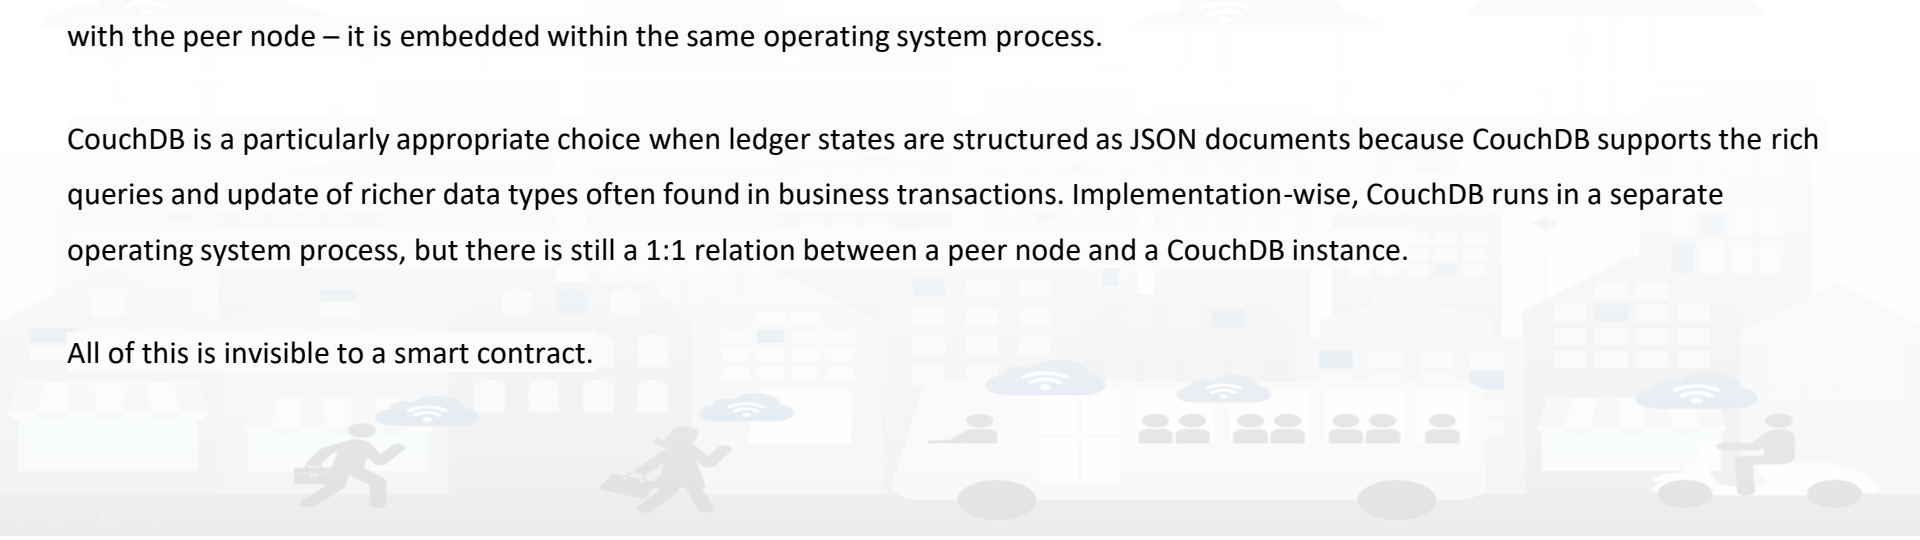 with the peer node – it is embedded within the same operating system process.
CouchDB is a particularly appropriate choice when ledger states are structured as JSON documents because CouchDB supports the rich
queries and update of richer data types often found in business transactions. Implementation-wise, CouchDB runs in a separate
operating system process, but there is still a 1:1 relation between a peer node and a CouchDB instance.
All of this is invisible to a smart contract.